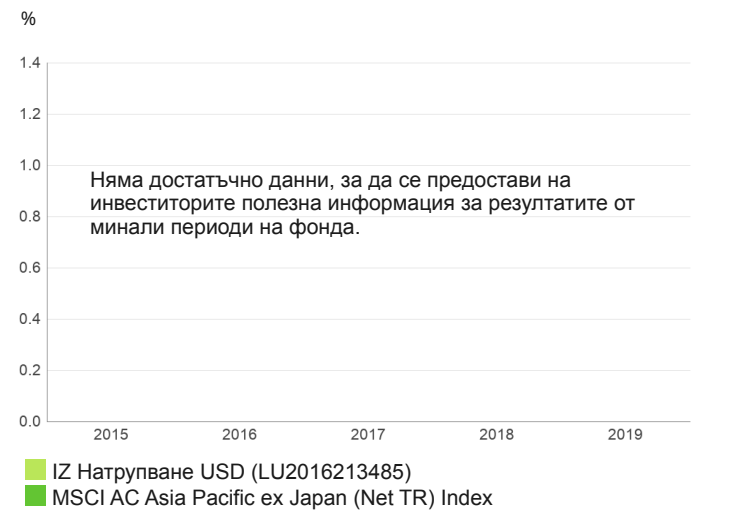 %
1.4
1.2
1.0
Няма достатъчно данни, за да се предостави на
инвеститорите полезна информация за резултатите от
0.8
минали периоди на фонда.
0.6
0.4
0.2
0.0
2015 2016 2017 2018 2019
IZ Натрупване USD (LU2016213485)
MSCI AC Asia Pacific ex Japan (Net TR) Index